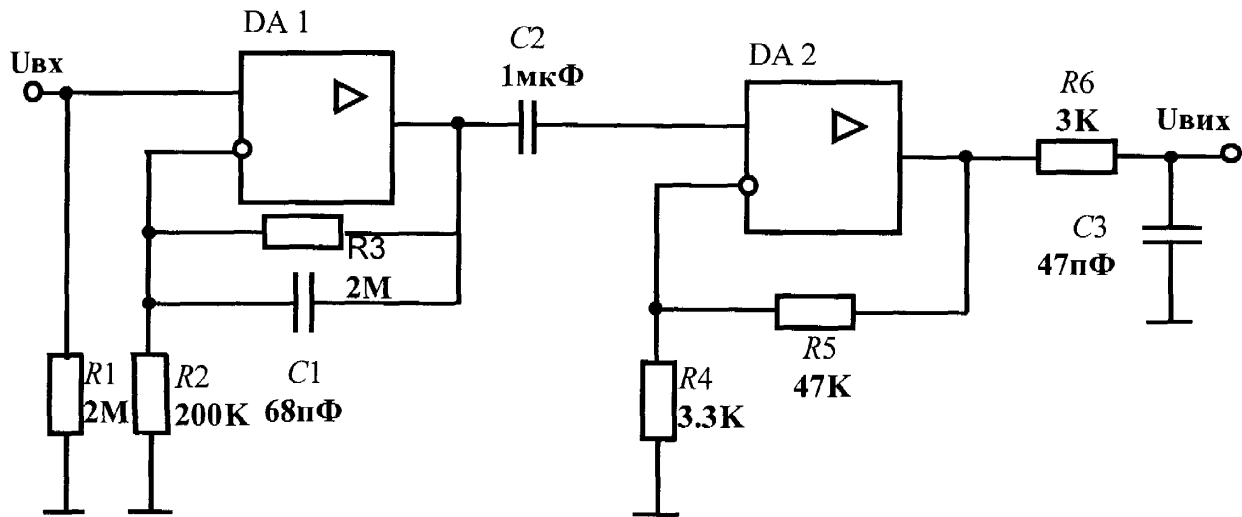 DA 1
Uвх
C2
1мкФ
DA 2
R6
3K
Uвих
R3
2M
C3
47пФ
R1
2M
R2
200K
C1
68пФ
R4
3.3K
R5
47K